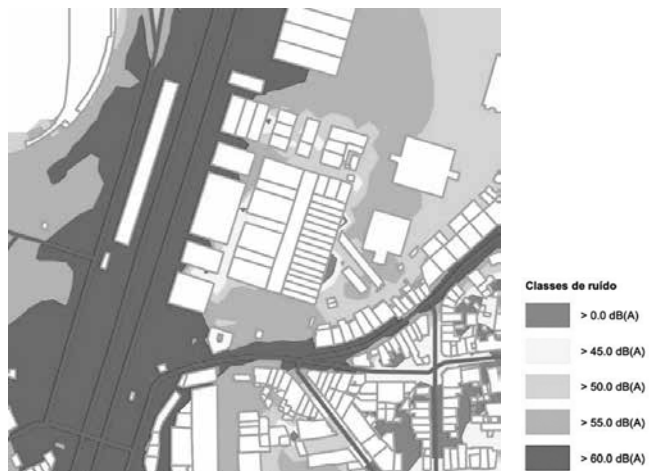 Classes de ruído
> 0.0 dB(A)
> 45.0 dB(A)
> 50.0 dB(A)
> 55.0 dB(A)
> 60.0 dB(A)